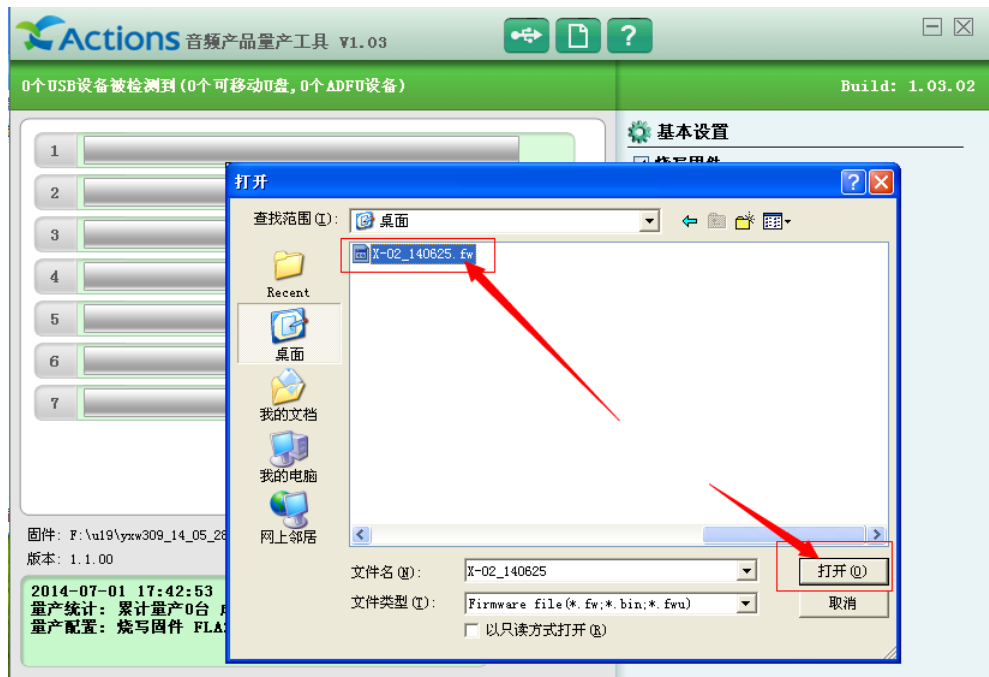 Actions 音频产品量产工具 V1.03
?
0个USB设备被检测到(0个可移动U盘,0个ADFU设备)
Build: 1.03.02
基本设置
烧写固件
1
2
3
4
5
6
7
打开
?
查找范围(I):
桌面
X-02_140625.fw
Recent
桌面
我的文档
我的电脑
网上邻居
文件名(N):
X-02_140625
打开(O)
文件类型(T):
Firmware file(*.fw;*.bin;*.fwu)
取消
以只读方式打开(R)
固件: F:\u19\yxw309_14_05_28
版本: 1.1.00
2014-07-01 17:42:53
量产统计: 累计量产0台
量产配置: 烧写固件 FLA